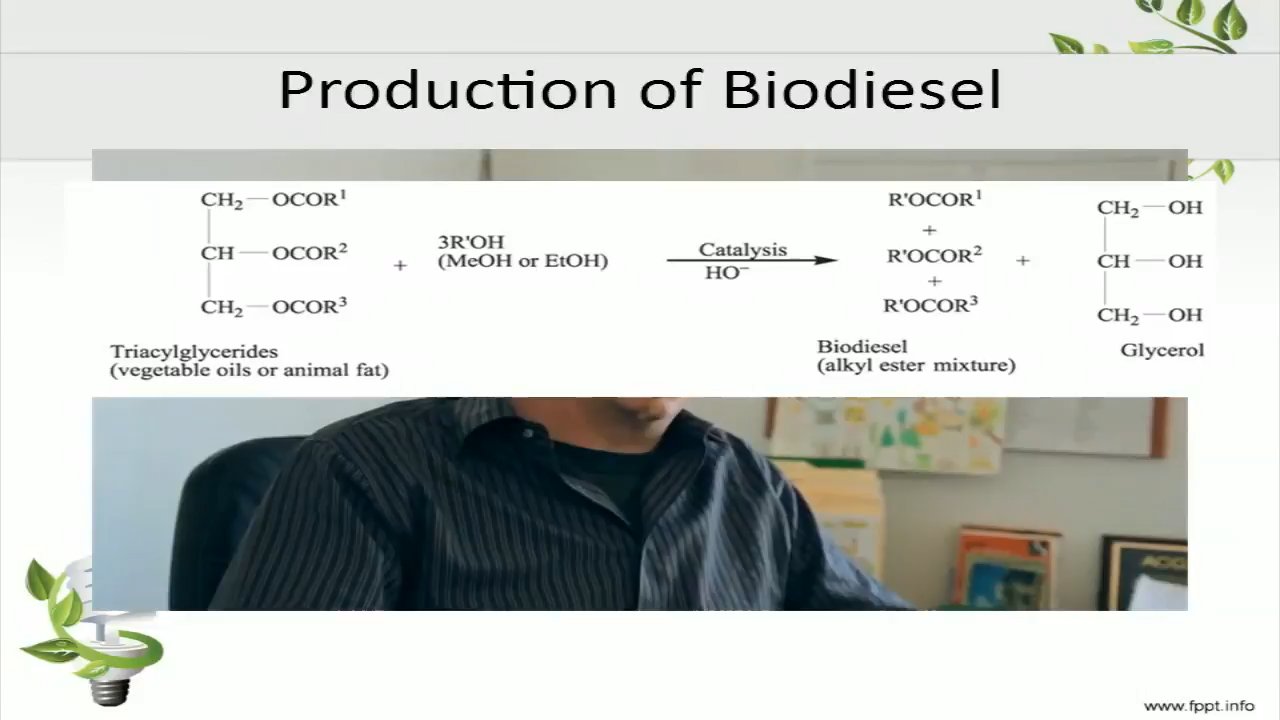 Production of Biodiesel
CH₂—OCOR¹
CH—OCOR²
CH₂—OCOR³
Triacylglycerides
(vegetable oils or animal fat)
+
3R'OH
(MeOH or EtOH)
Catalysis
HO⁻
R'OCOR¹
+
R'OCOR²
+
R'OCOR³
Biodiesel
(alkyl ester mixture)
+
CH₂—OH
CH—OH
CH₂—OH
Glycerol
www.fppt.info